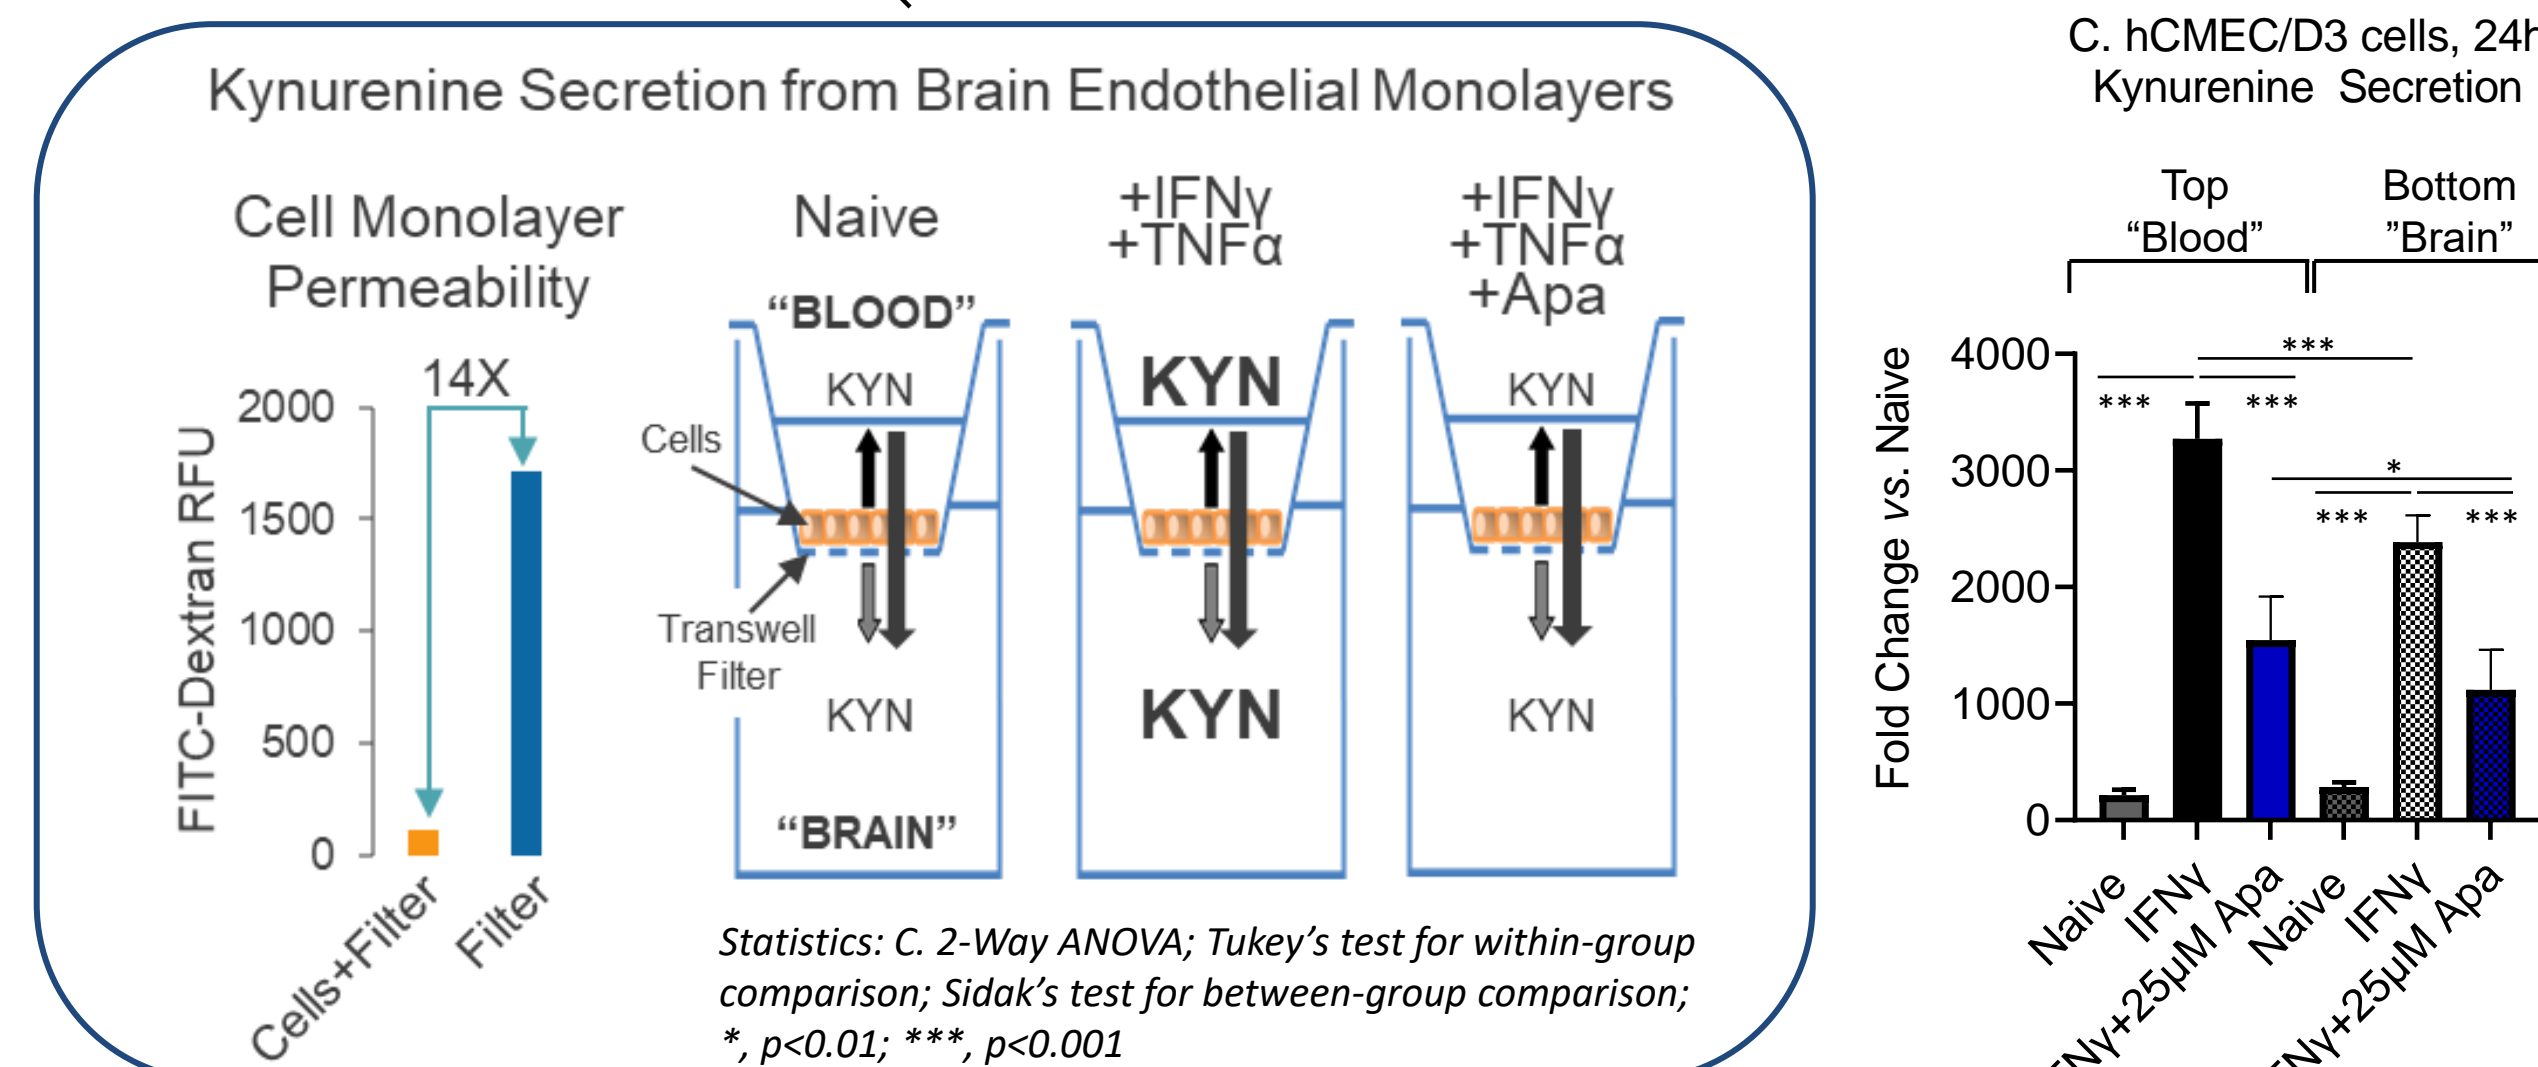 Kynurenine Secretion from Brain Endothelial Monolayers
Cell Monolayer
Permeability
14X
FITC-Dextran RFU
2000
1500
1000
500
0
Cells+Filter
Filter
Naive
“BLOOD”
KYN
Cells
Transwell
Filter
KYN
“BRAIN”
+IFNγ
+TNFα
KYN
KYN
+IFNγ
+TNFα
+Apa
KYN
KYN
Statistics: C. 2-Way ANOVA; Tukey’s test for within-group
comparison; Sidak’s test for between-group comparison;
*, p<0.01; ***, p<0.001
C. hCMEC/D3 cells, 24h
Kynurenine Secretion
Top
“Blood”
Bottom
”Brain”
Fold Change vs. Naive
4000
3000
2000
1000
0
***
***
***
*
***
***
Naive
IFNγ
IFNγ+25μM Apa
Naive
IFNγ
IFNγ+25μM Apa